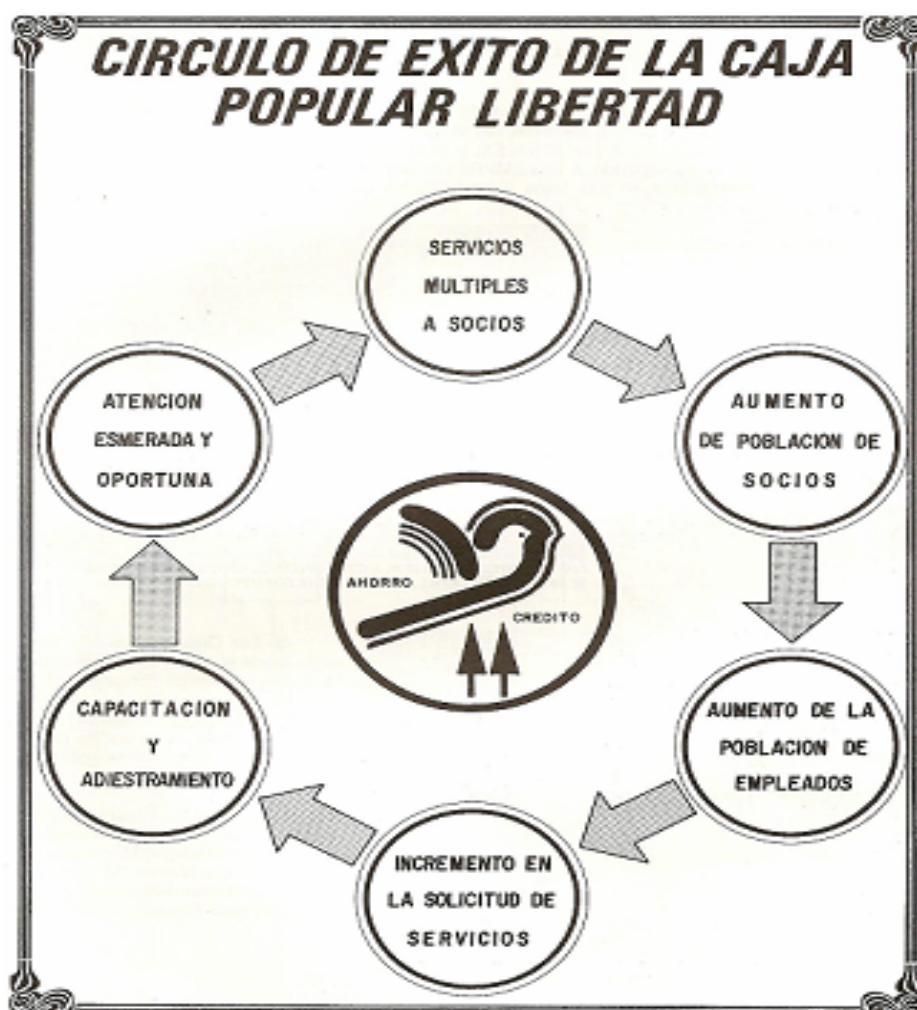 CIRCULO DE EXITO DE LA CAJA
POPULAR LIBERTAD
SERVICIOS
MULTIPLES
A SOCIOS
AUMENTO
DE POBLACION DE
SOCIOS
AUMENTO DE LA
POBLACION DE
EMPLEADOS
INCREMENTO EN
LA SOLICITUD DE
SERVICIOS
CAPACITACION
Y
ADIESTRAMIENTO
ATENCION
ESMERADA Y
OPORTUNA
AHORRO
CREDITO